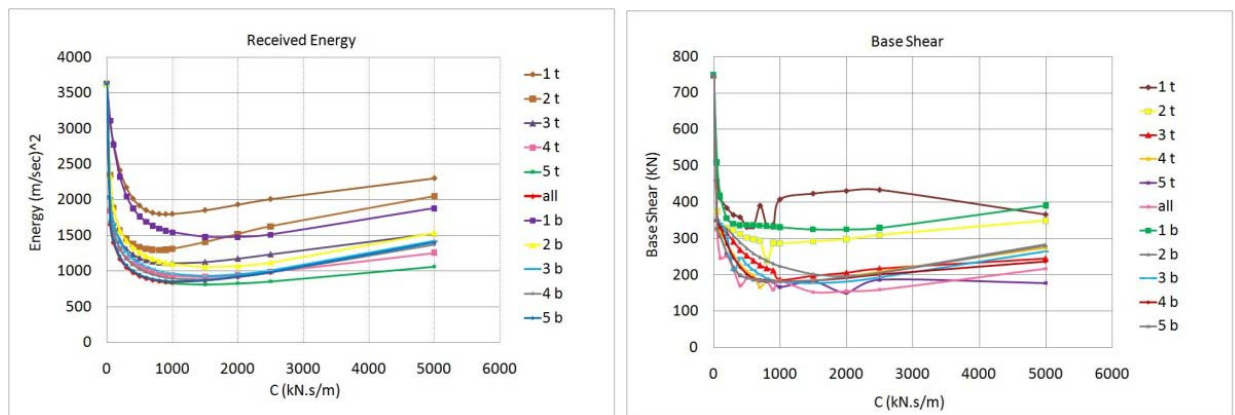 Received Energy
Energy (m/sec)^2
4000
3500
3000
2500
2000
1500
1000
500
0
0 1000 2000 3000 4000 5000 6000
C (kN.s/m)
1 t
2 t
3 t
4 t
5 t
all
1 b
2 b
3 b
4 b
5 b
Base Shear
Base Shear (KN)
800
700
600
500
400
300
200
100
0
0 1000 2000 3000 4000 5000 6000
C (kN.s/m)
1 t
2 t
3 t
4 t
5 t
all
1 b
2 b
3 b
4 b
5 b